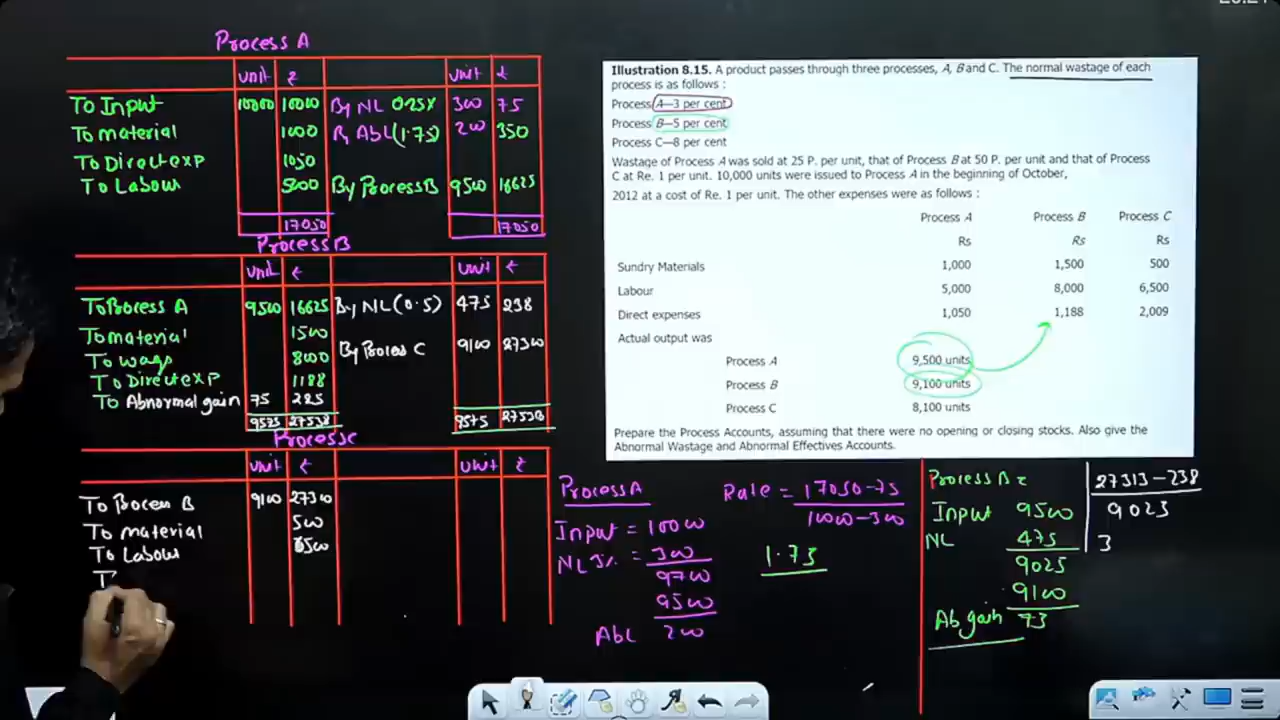 Process A
unit ₹ unit ₹
To Input 10000 10000 By NL 0.25X 300 75
To material 1000 By AbL(1.75) 200 350
To Direct exp 1050
To Labour 5000 By Process B 9500 16625
17050 17050
Process B
unit ₹ unit ₹
To Process A 9500 16625 By NL (0.5) 475 238
To material 1500
To wags 8000 By Proces C 9100 27300
To Direct exp 1188
To Abnormal gain 75 225
9575 27538 9575 27538
Process C
unit ₹ unit ₹
To Process B 9100 27300
To material 500
To Labour 6500
T
Illustration 8.15. A product passes through three processes, A, B and C. The normal wastage of each
process is as follows :
Process A—3 per cent
Process B—5 per cent
Process C—8 per cent
Wastage of Process A was sold at 25 P. per unit, that of Process B at 50 P. per unit and that of Process
C at Re. 1 per unit. 10,000 units were issued to Process A in the beginning of October,
2012 at a cost of Re. 1 per unit. The other expenses were as follows :
Process A Process B Process C
Rs Rs Rs
Sundry Materials 1,000 1,500 500
Labour 5,000 8,000 6,500
Direct expenses 1,050 1,188 2,009
Actual output was
Process A 9,500 units
Process B 9,100 units
Process C 8,100 units
Prepare the Process Accounts, assuming that there were no opening or closing stocks. Also give the
Abnormal Wastage and Abnormal Effectives Accounts.
Process A
Input = 10000
NL 3% = 300
9700
9500
AbL 200
Rate = 17050-75
10000-300
1.75
Process B =
Input 9500
NL 475
9025
9100
Ab gain 75
27313-238
9025
3